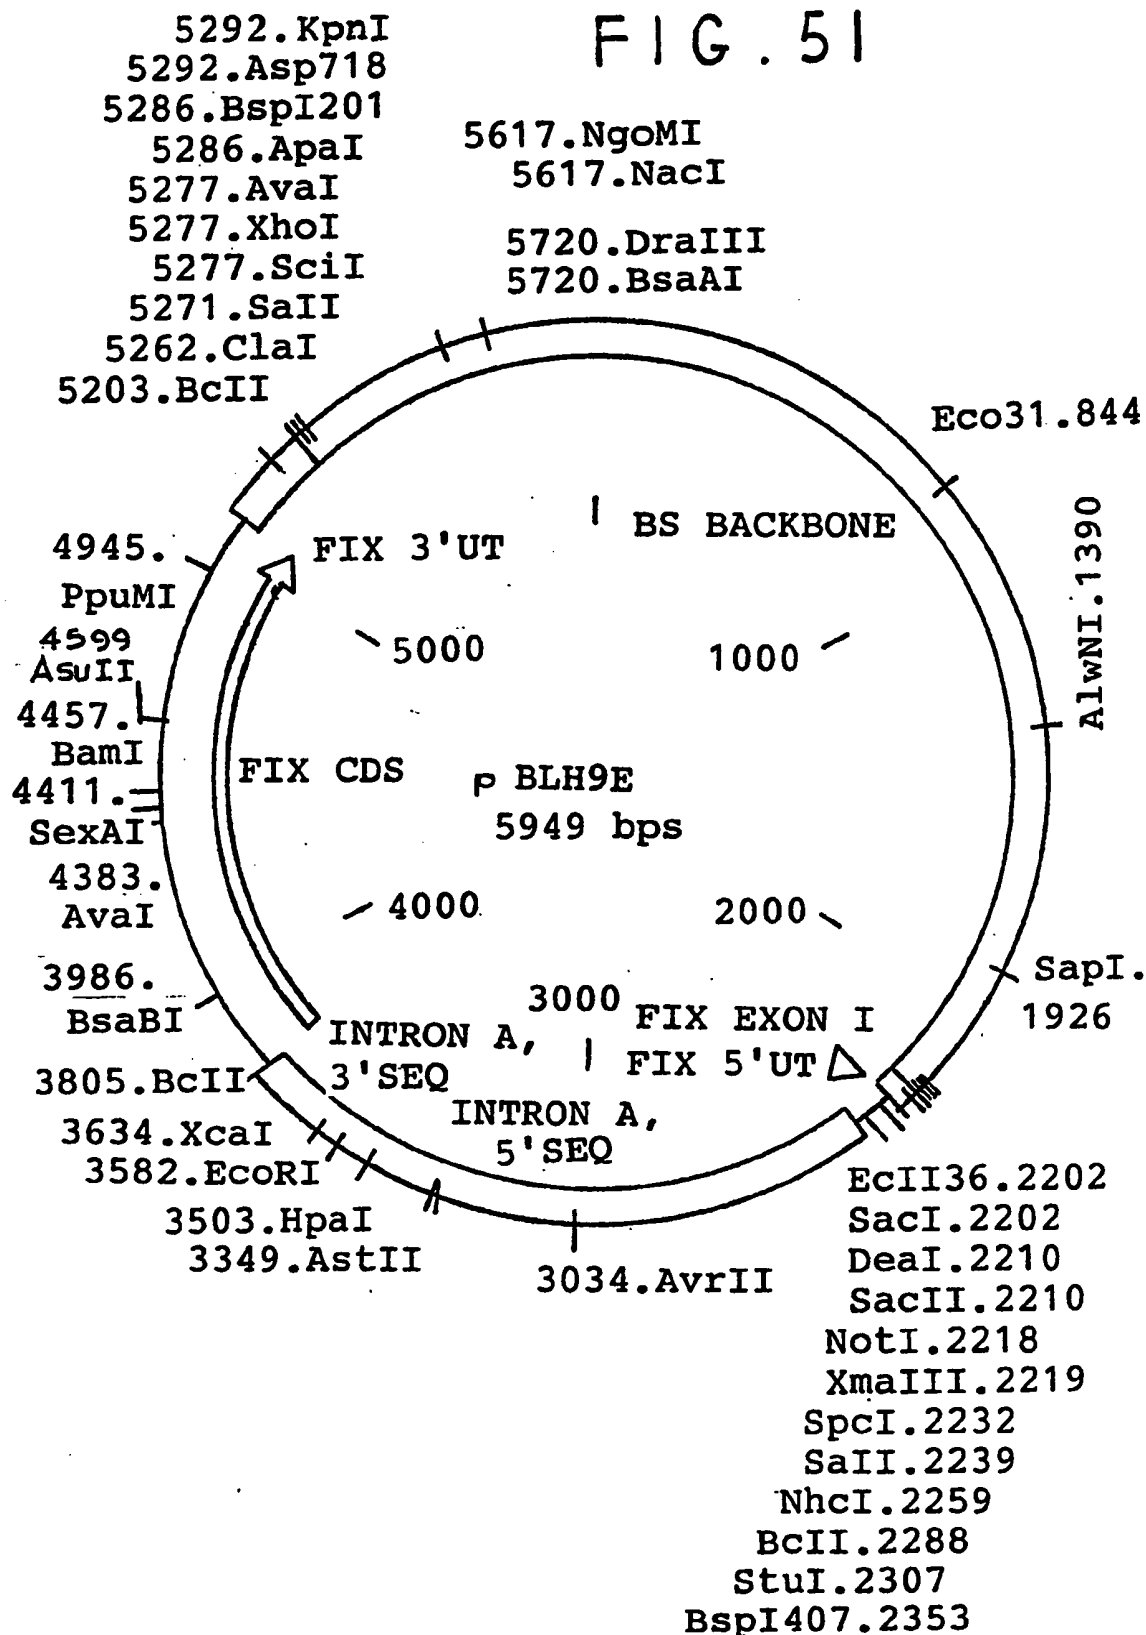 FIG. 51
5292.KpnI
5292.Asp718
5286.BspI201
5286.ApaI
5277.AvaI
5277.XhoI
5277.SciI
5271.SaII
5262.ClaI
5203.BcII
5617.NgoMI
5617.NacI
5720.DraIII
5720.BsaAI
Eco31.844
AlwNI.1390
SapI.
1926
BS BACKBONE
FIX 3'UT
4945.
PpuMI
5000
1000
4599
AsuII
4457.
BamI
4411.
SexAI
4383.
AvaI
FIX CDS
p BLH9E
5949 bps
4000
2000
3986.
BsaBI
3000
FIX EXON I
FIX 5'UT
INTRON A,
3'SEQ
INTRON A,
5'SEQ
3805.BcII
3634.XcaI
3582.EcoRI
3503.HpaI
3349.AstII
3034.AvrII
EcII36.2202
SacI.2202
DeaI.2210
SacII.2210
NotI.2218
XmaIII.2219
SpcI.2232
SaII.2239
NhcI.2259
BcII.2288
StuI.2307
BspI407.2353